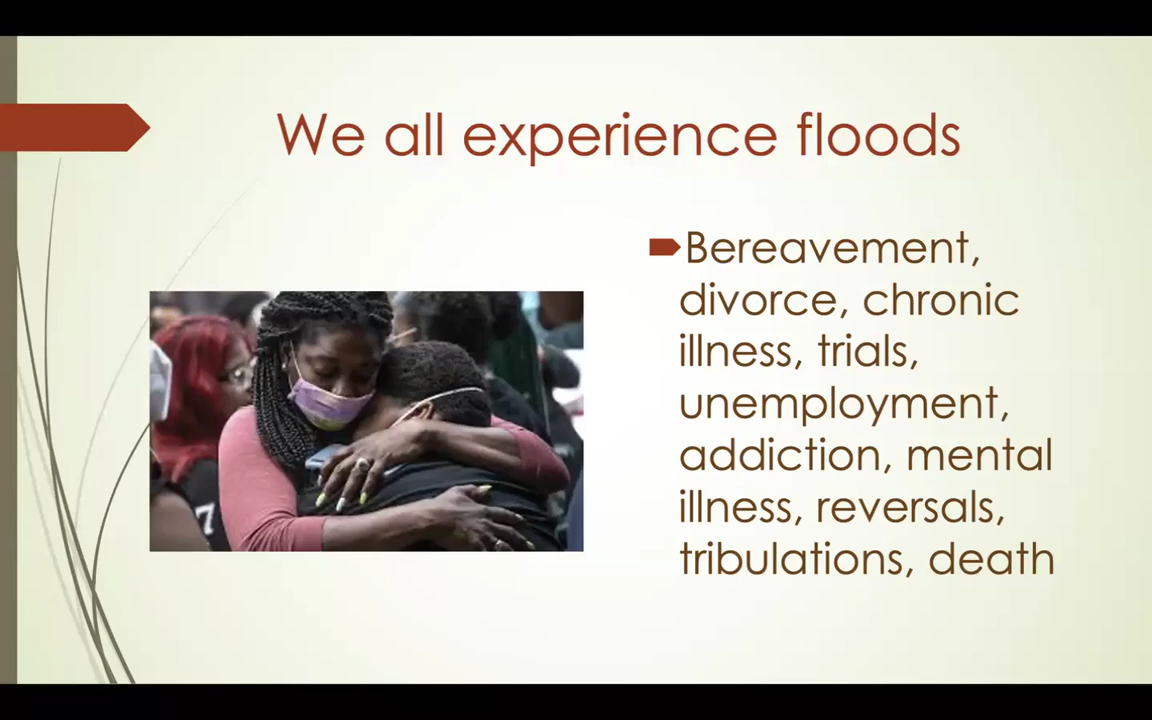 We all experience floods
Bereavement,
divorce, chronic
illness, trials,
unemployment,
addiction, mental
illness, reversals,
tribulations, death